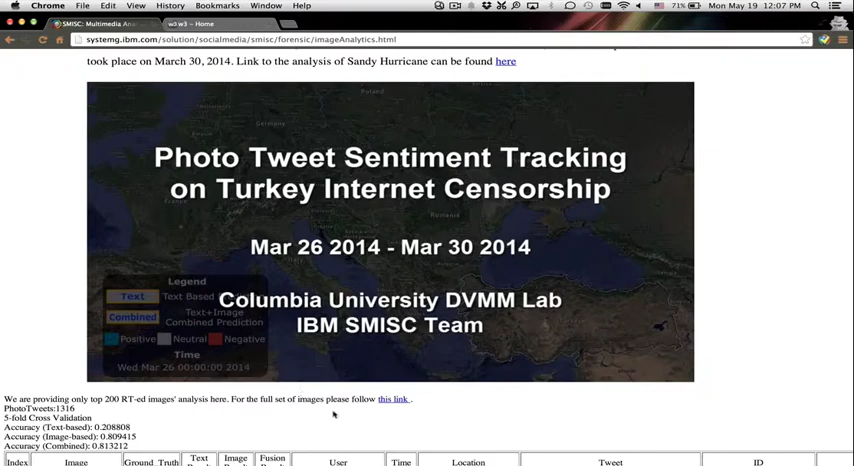 Chrome File Edit View History Bookmarks Window Help 71% Mon May 19 12:07 PM
SMISC: Multimedia Ana w3 w3 - Home
systemg.ibm.com/solution/socialmedia/smisc/forensic/imageAnalytics.html
took place on March 30, 2014. Link to the analysis of Sandy Hurricane can be found here
Poland
Germany
France
Romania
Photo Tweet Sentiment Tracking
on Turkey Internet Censorship
Mar 26 2014 - Mar 30 2014
Columbia University DVMM Lab
IBM SMISC Team
Legend
Text Text Based
Combined Text+Image
Combined Prediction
Positive Neutral Negative
Time
Wed Mar 26 00:00:00 2014
We are providing only top 200 RT-ed images' analysis here. For the full set of images please follow this link .
PhotoTweets:1316
5-fold Cross Validation
Accuracy (Text-based): 0.208808
Accuracy (Image-based): 0.809415
Accuracy (Combined): 0.813212
Index Image Ground_Truth Text Image Fusion User Time Location Tweet ID